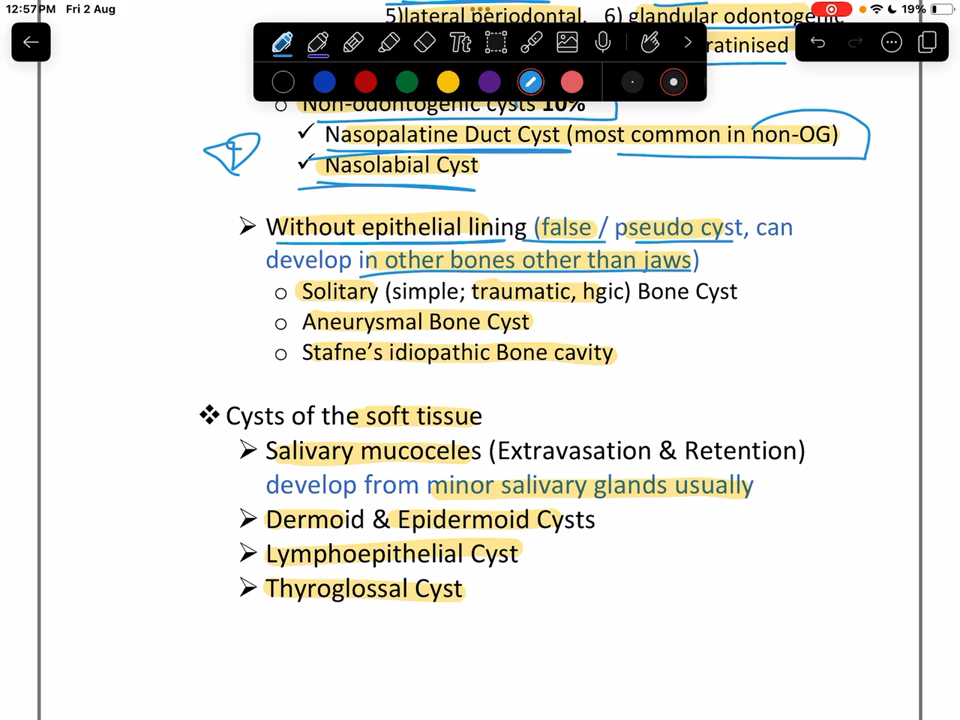 12:57PM Fri 2 Aug
19%
5)lateral periodontal, 6) glandular odontogenic
ratinised
Tt
Non-odontogenic cysts 10%
✓ Nasopalatine Duct Cyst (most common in non-OG)
✓ Nasolabial Cyst
➢ Without epithelial lining (false / pseudo cyst, can
develop in other bones other than jaws)
o Solitary (simple; traumatic, hgic) Bone Cyst
o Aneurysmal Bone Cyst
o Stafne's idiopathic Bone cavity
❖ Cysts of the soft tissue
➢ Salivary mucoceles (Extravasation & Retention)
develop from minor salivary glands usually
➢ Dermoid & Epidermoid Cysts
➢ Lymphoepithelial Cyst
➢ Thyroglossal Cyst